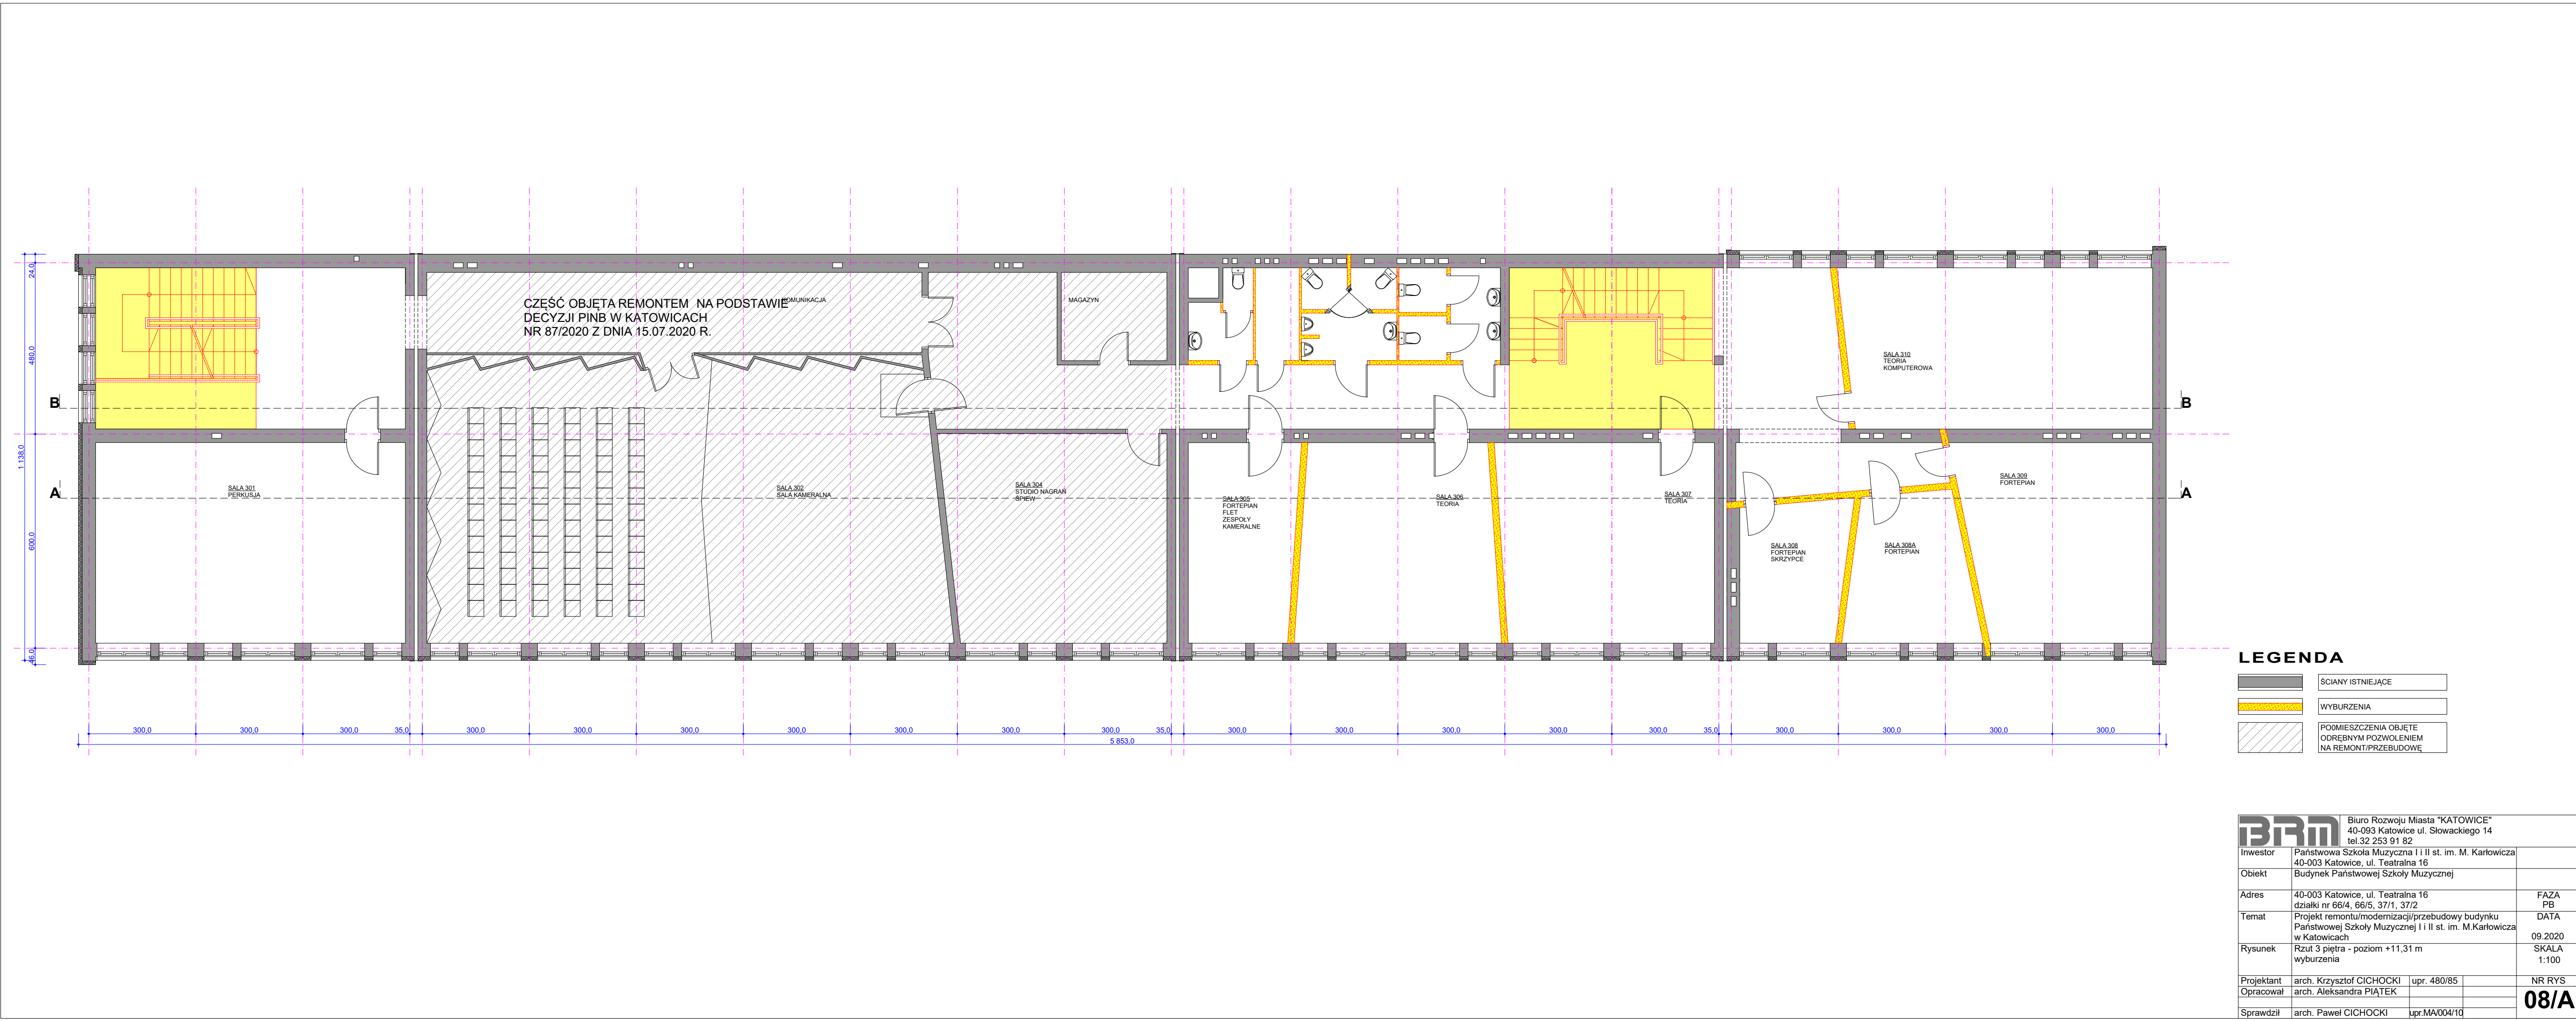 CZĘŚĆ OBJĘTA REMONTEM NA PODSTAWIE
DECYZJI PINB W KATOWICACH
NR 87/2020 Z DNIA 15.07.2020 R.
KOMUNIKACJA
MAGAZYN
SALA 310
TEORIA
KOMPUTEROWA
B
B
A
A
24,0
480,0
1 138,0
600,0
46,0
SALA 301
PERKUSJA
SALA 302
SALA KAMERALNA
SALA 304
STUDIO NAGRAŃ
ŚPIEW
SALA 305
FORTEPIAN
FLET
ZESPOŁY
KAMERALNE
SALA 306
TEORIA
SALA 307
TEORIA
SALA 308
FORTEPIAN
SKRZYPCE
SALA 308A
FORTEPIAN
SALA 309
FORTEPIAN
300,0 300,0 300,0 35,0 300,0 300,0 300,0 300,0 300,0 300,0 300,0 35,0 300,0 300,0 300,0 300,0 300,0 35,0 300,0 300,0 300,0 300,0
5 853,0
LEGENDA
ŚCIANY ISTNIEJĄCE
WYBURZENIA
PO0MIESZCZENIA OBJĘTE
ODRĘBNYM POZWOLENIEM
NA REMONT/PRZEBUDOWĘ
BRM
Biuro Rozwoju Miasta "KATOWICE"
40-093 Katowice ul. Słowackiego 14
tel.32 253 91 82
Inwestor Państwowa Szkoła Muzyczna I i II st. im. M. Karłowicza
40-003 Katowice, ul. Teatralna 16
Obiekt Budynek Państwowej Szkoły Muzycznej
Adres 40-003 Katowice, ul. Teatralna 16 FAZA
działki nr 66/4, 66/5, 37/1, 37/2 PB
Temat Projekt remontu/modernizacji/przebudowy budynku DATA
Państwowej Szkoły Muzycznej I i II st. im. M.Karłowicza
w Katowicach 09.2020
Rysunek Rzut 3 piętra - poziom +11,31 m SKALA
wyburzenia 1:100
Projektant arch. Krzysztof CICHOCKI upr. 480/85 NR RYS
Opracował arch. Aleksandra PIĄTEK 08/A
Sprawdził arch. Paweł CICHOCKI upr.MA/004/10